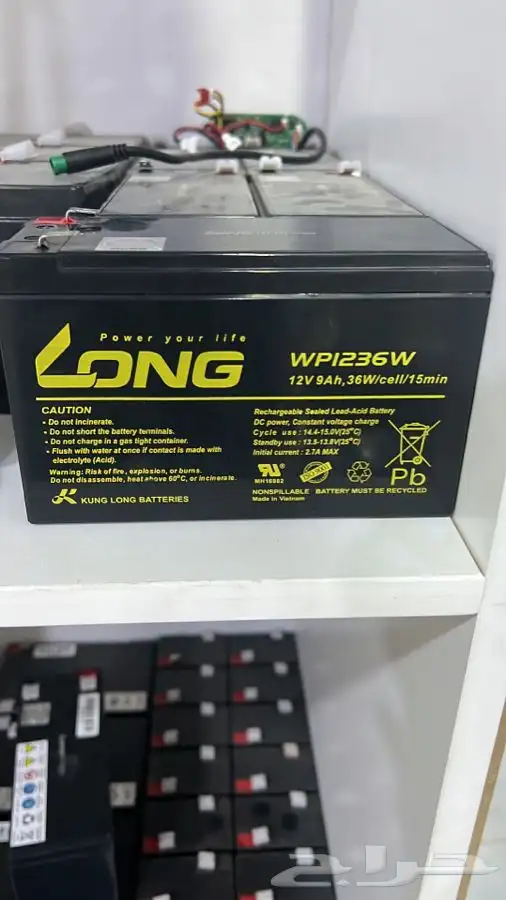 Power your life
LONG
WP1236W
12V 9Ah,36W/cell/15min
CAUTION
• Do not incinerate.
• Do not short the battery terminals.
• Do not charge in a gas tight container.
• Flush with water at once if contact is made with
electrolyte (Acid).
Warning: Risk of fire, explosion, or burns.
Do not disassemble, heat above 60°C, or incinerate.
KUNG LONG BATTERIES
Rechargeable Sealed Lead-Acid Battery
DC power, Constant voltage charge
Cycle use : 14.4-15.0V(25°C)
Standby use : 13.5-13.8V(25°C)
Initial current : 2.7A MAX
MH16982
Pb
NONSPILLABLE BATTERY MUST BE RECYCLED
Made in Vietnam
حراج